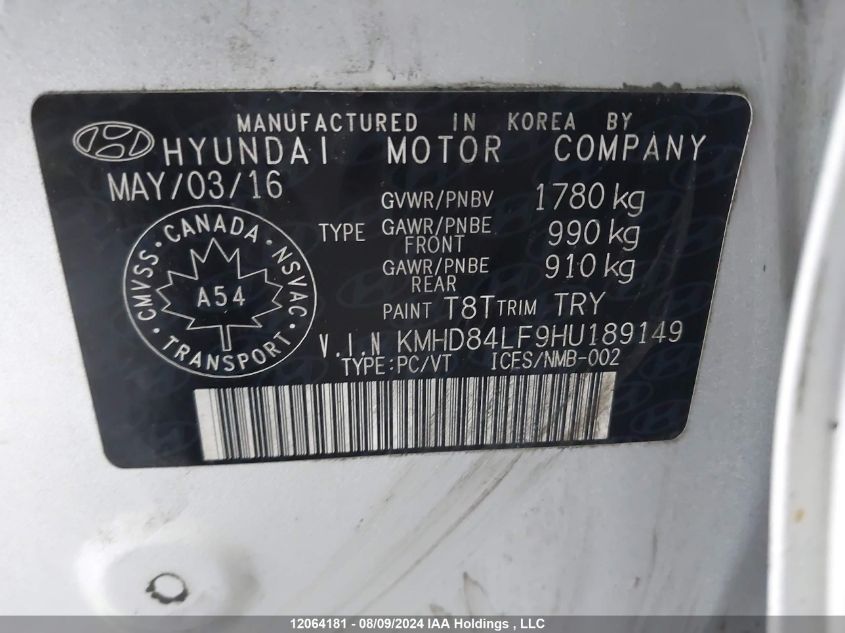 MANUFACTURED IN KOREA BY
HYUNDAI MOTOR COMPANY
MAY/03/16
GVWR/PNBV 1780 kg
TYPE GAWR/PNBE FRONT 990 kg
GAWR/PNBE REAR 910 kg
PAINT T8T TRIM TRY
CMVSS · CANADA · NSVAC · TRANSPORT ·
A54
V.I.N KMHD84LF9HU189149
TYPE:PC/VT ICES/NMB-002
12064181 - 08/09/2024 IAA Holdings , LLC